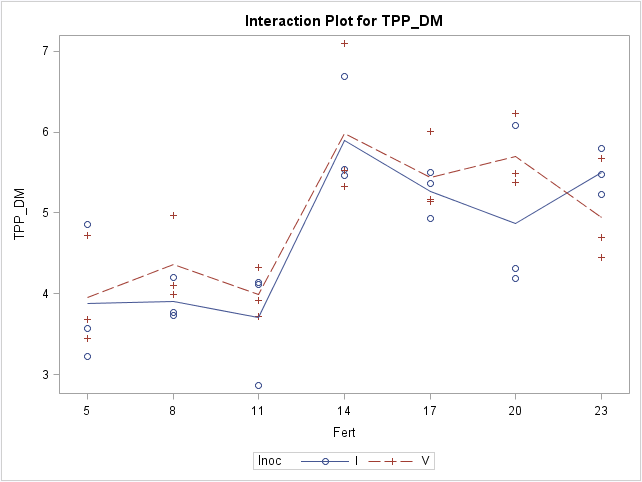 Interaction Plot for TPP_DM
TPP_DM
7
6
5
4
3
5 8 11 14 17 20 23
Fert
Inoc I V